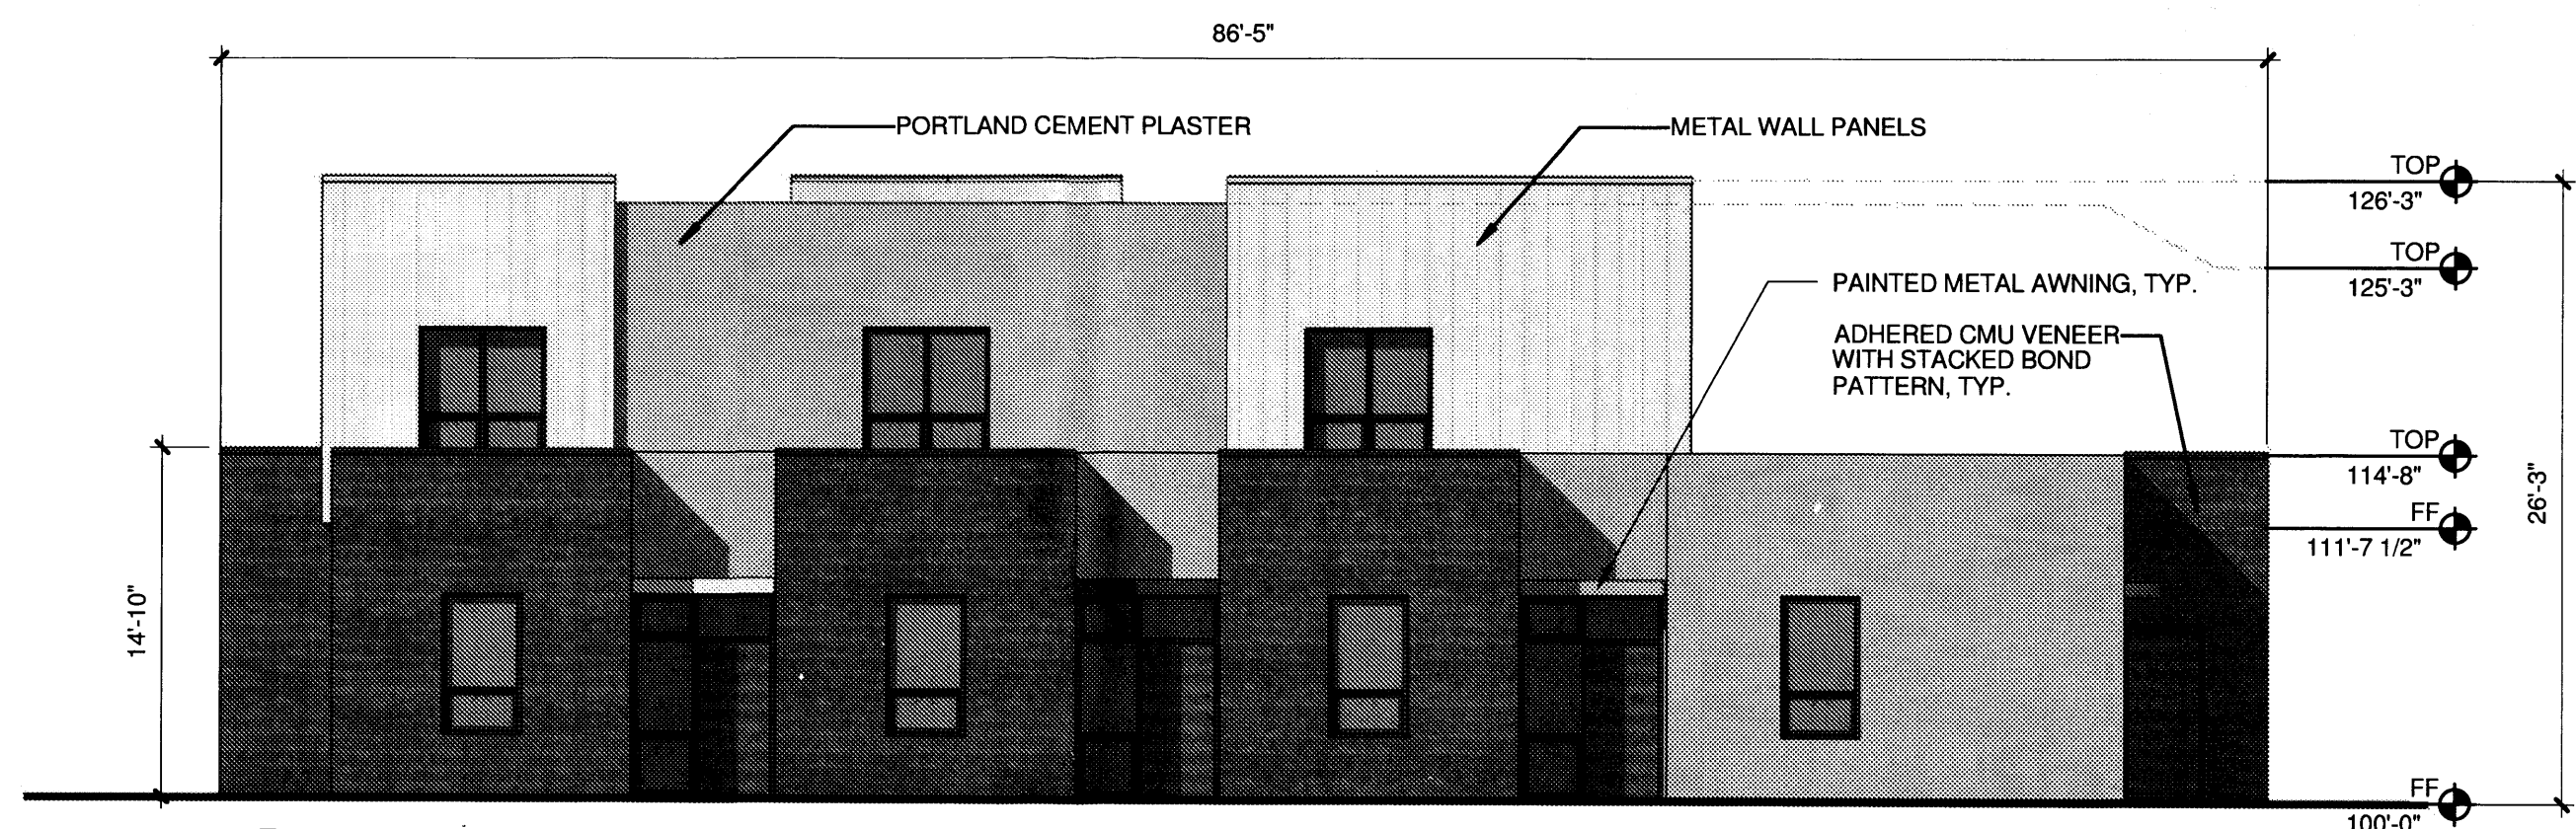 86'-5"
PORTLAND CEMENT PLASTER
METAL WALL PANELS
TOP
126'-3"
TOP
125'-3"
PAINTED METAL AWNING, TYP.
ADHERED CMU VENEER
WITH STACKED BOND
PATTERN, TYP.
TOP
114'-8"
FF
111'-7 1/2"
26'-3"
14'-10"
FF
100'-0"